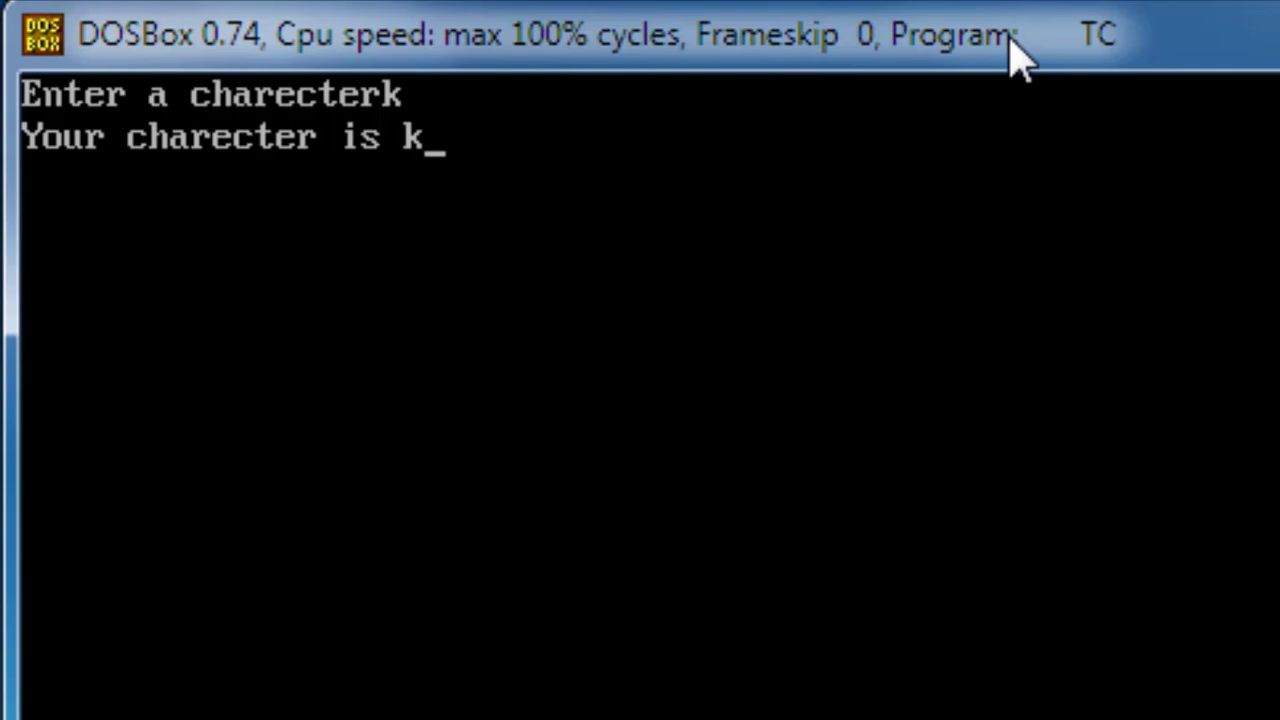 DOS
BOX
DOSBox 0.74, Cpu speed: max 100% cycles, Frameskip 0, Program: TC
Enter a charecterk
Your charecter is k_